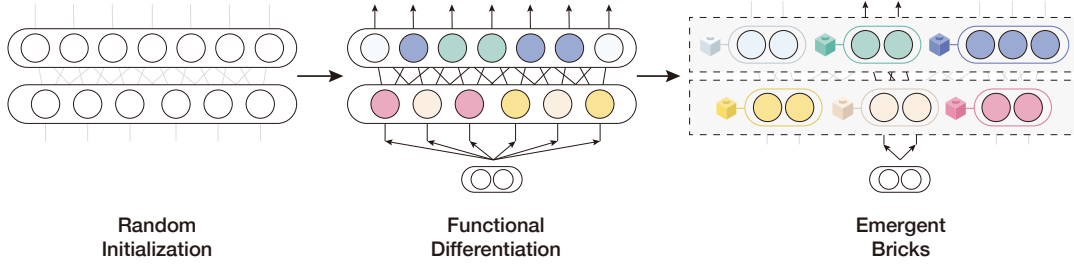 Random
Initialization
Functional
Differentiation
Emergent
Bricks